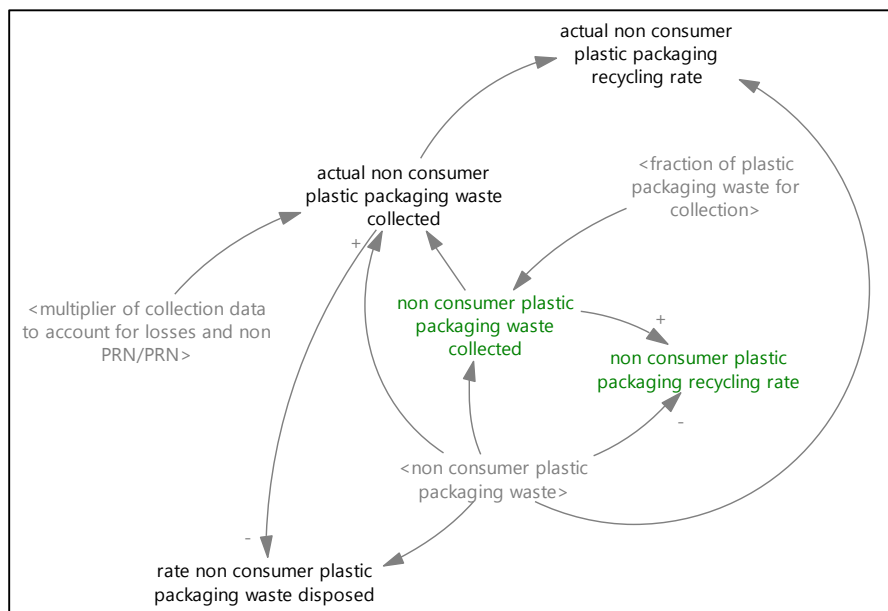 actual non consumer
plastic packaging
recycling rate
actual non consumer
plastic packaging waste
collected
<fraction of plastic
packaging waste for
collection>
+
<multiplier of collection data
to account for losses and non
PRN/PRN>
non consumer plastic
packaging waste
collected
+
non consumer plastic
packaging recycling rate
-
<non consumer plastic
packaging waste>
-
rate non consumer plastic
packaging waste disposed